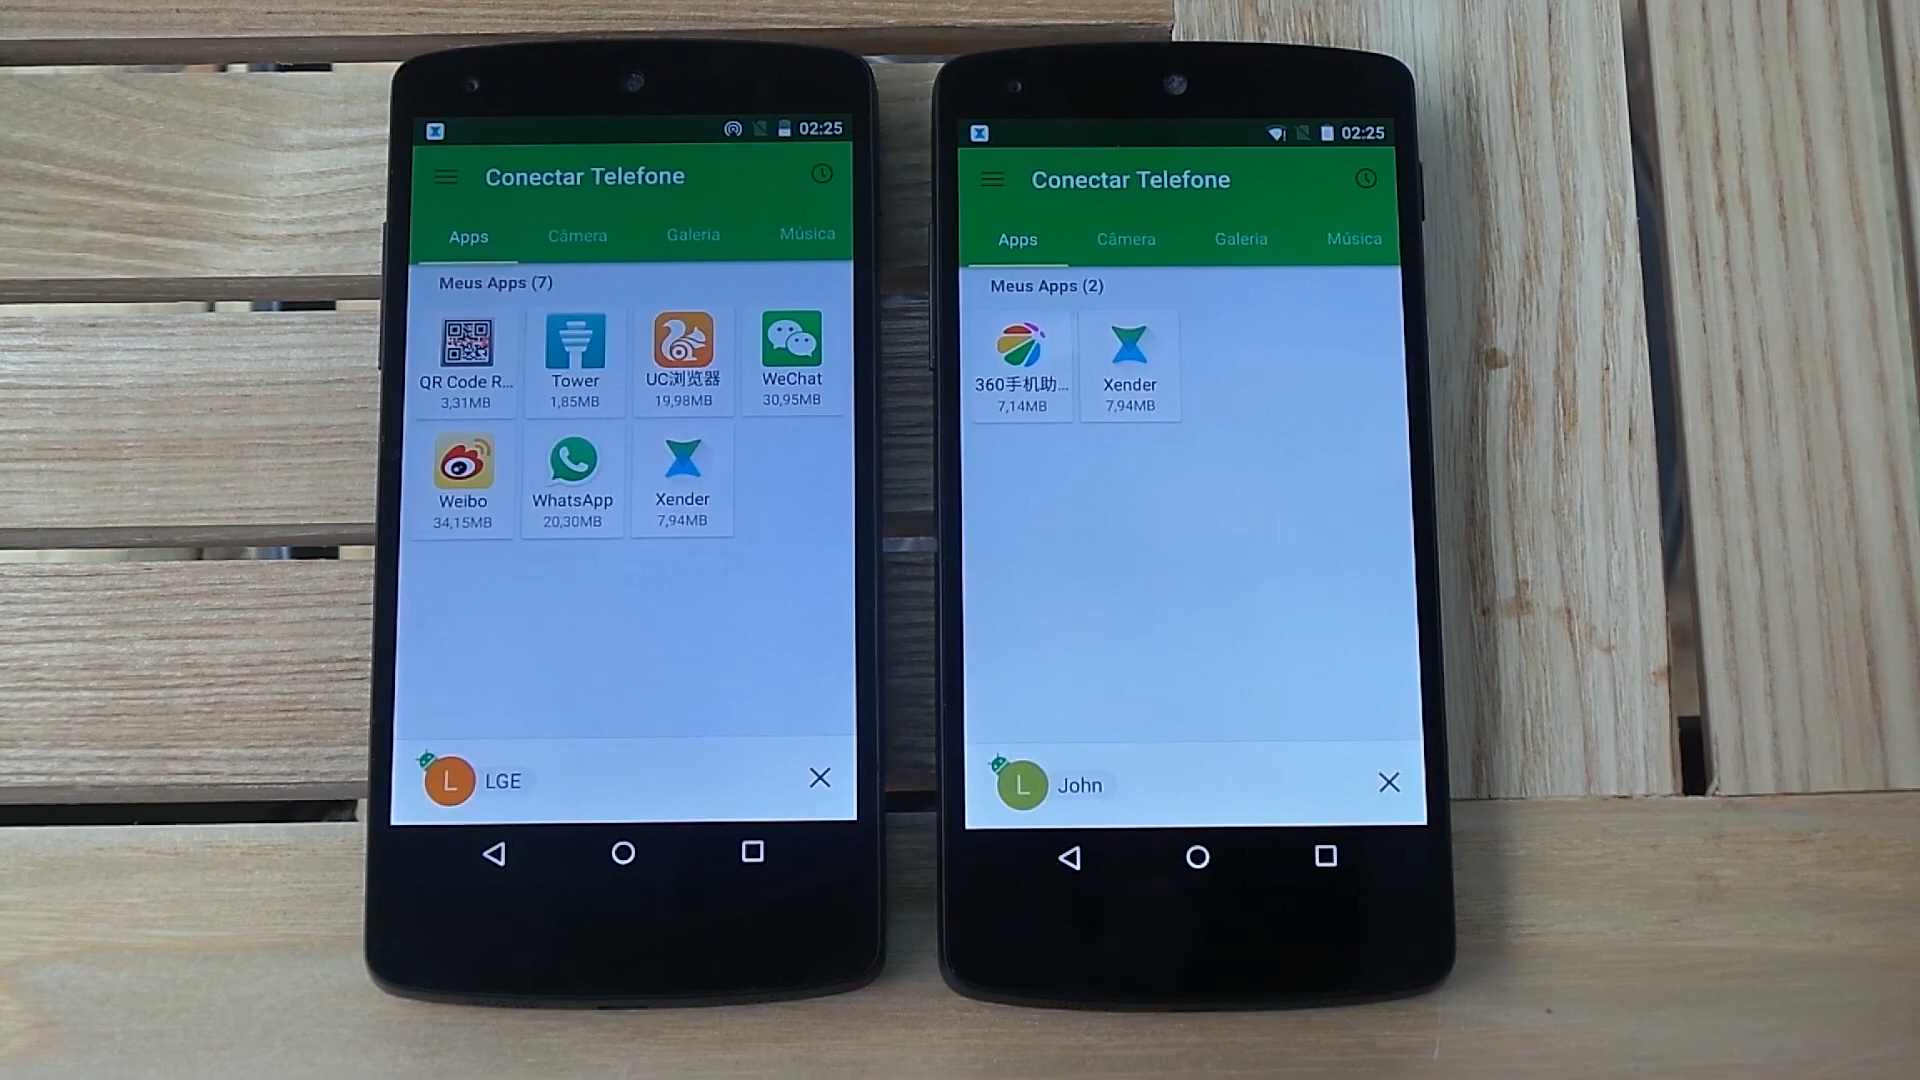 02:25
Conectar Telefone
Apps Câmera Galeria Música
Meus Apps (7)
QR Code R... Tower UC浏览器 WeChat
3,31MB 1,85MB 19,98MB 30,95MB
Weibo WhatsApp Xender
34,15MB 20,30MB 7,94MB
L LGE
02:25
Conectar Telefone
Apps Câmera Galeria Música
Meus Apps (2)
360手机助... Xender
7,14MB 7,94MB
L John